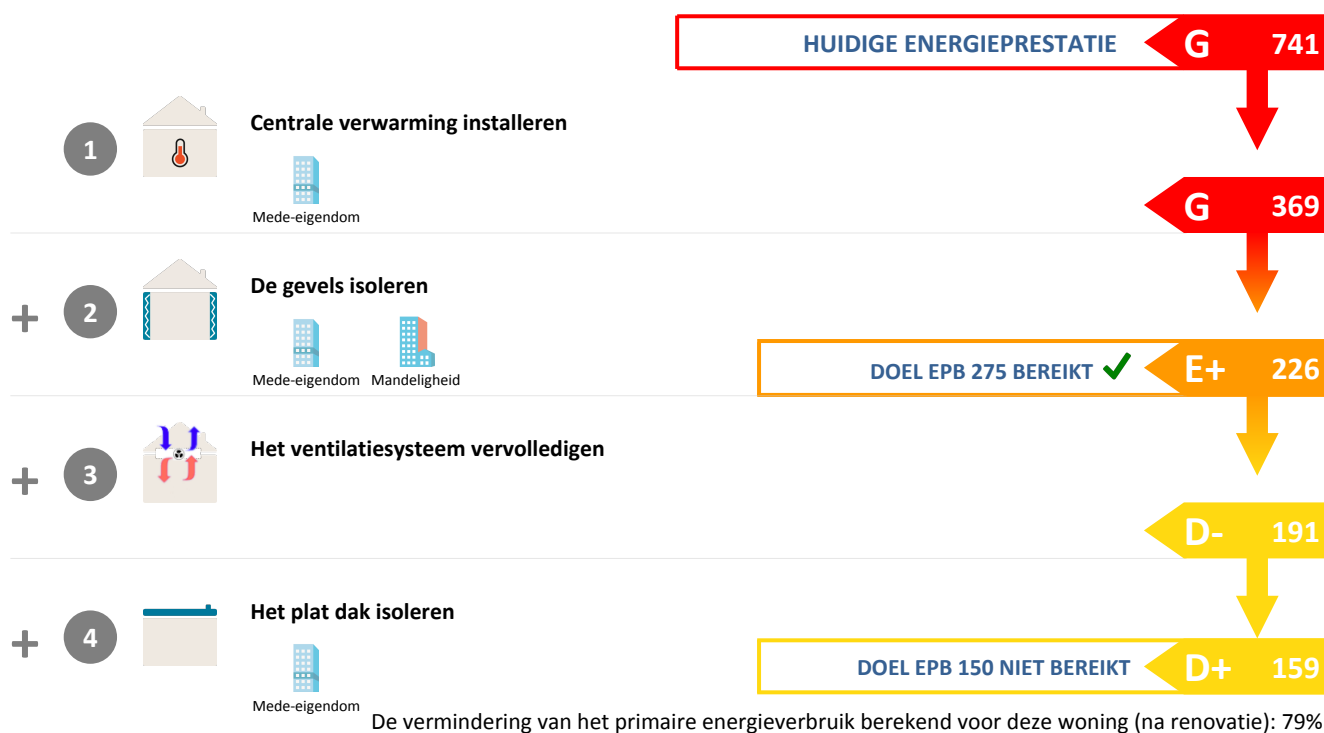 HUIDIGE ENERGIEPRESTATIE G 741
1 Centrale verwarming installeren
Mede-eigendom
G 369
+ 2 De gevels isoleren
Mede-eigendom Mandeligheid
DOEL EPB 275 BEREIKT ✓ E+ 226
+ 3 Het ventilatiesysteem vervolledigen
D- 191
+ 4 Het plat dak isoleren
Mede-eigendom
DOEL EPB 150 NIET BEREIKT D+ 159
De vermindering van het primaire energieverbruik berekend voor deze woning (na renovatie): 79%